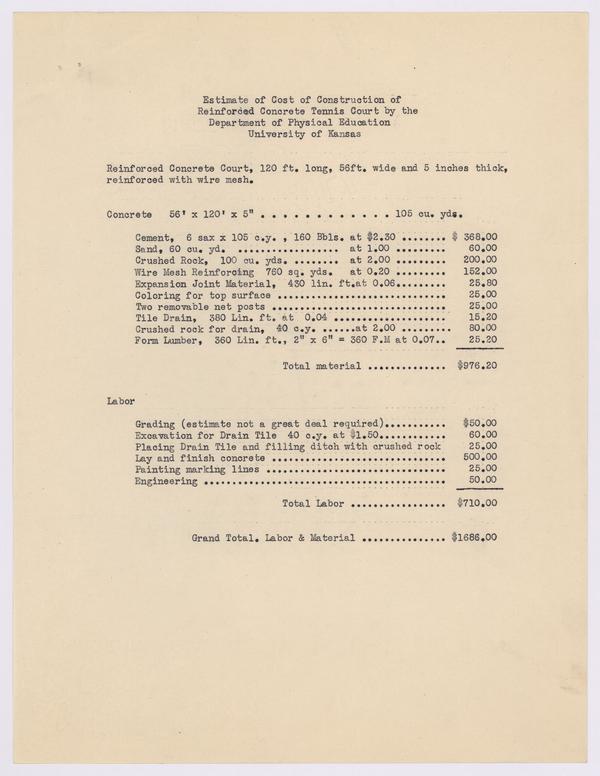 Estimate of Cost of Construction of
Reinforced Concrete Tennis Court by the
Department of Physical Education
University of Kansas
Reinforced Concrete Court, 120 ft. long, 56ft. wide and 5 inches thick,
reinforced with wire mesh.
Concrete 56' x 120' x 5" . . . . . . . . . . . . 105 cu. yds.
Cement, 6 sax x 105 c.y. , 160 Bbls. at $2.30 ........ $ 368.00
Sand, 60 cu. yd. .................. at 1.00 ......... 60.00
Crushed Rock, 100 cu. yds. ........ at 2.00 ......... 200.00
Wire Mesh Reinforcing 760 sq. yds. at 0.20 ......... 152.00
Expansion Joint Material, 430 lin. ft.at 0.06......... 25.80
Coloring for top surface ............................... 25.00
Two removable net posts ................................ 25.00
Tile Drain, 380 Lin. ft. at 0.04 ..................... 15.20
Crushed rock for drain, 40 c.y. ......at 2.00 ......... 80.00
Form Lumber, 360 Lin. ft., 2" x 6" = 360 F.M at 0.07.. 25.20
Total material .............. $976.20
Labor
Grading (estimate not a great deal required)........... $50.00
Excavation for Drain Tile 40 c.y. at $1.50............ 60.00
Placing Drain Tile and filling ditch with crushed rock 25.00
Lay and finish concrete ................................ 500.00
Painting marking lines ................................. 25.00
Engineering ............................................ 50.00
Total Labor ................. $710.00
Grand Total. Labor & Material ............... $1686.00